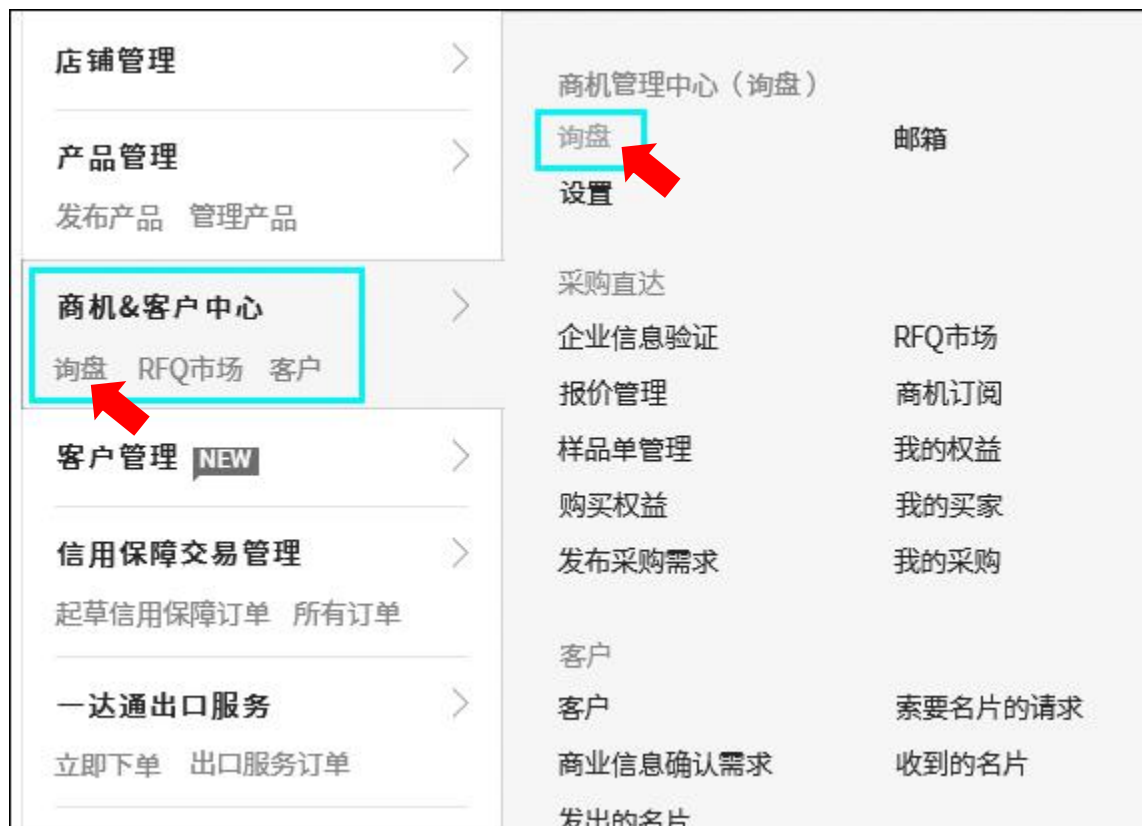 店铺管理
产品管理
发布产品 管理产品
商机&客户中心
询盘 RFQ市场 客户
客户管理 NEW
信用保障交易管理
起草信用保障订单 所有订单
一达通出口服务
立即下单 出口服务订单
商机管理中心（询盘）
询盘 邮箱
设置
采购直达
企业信息验证 RFQ市场
报价管理 商机订阅
样品单管理 我的权益
购买权益 我的买家
发布采购需求 我的采购
客户
客户 索要名片的请求
商业信息确认需求 收到的名片
发出的名片